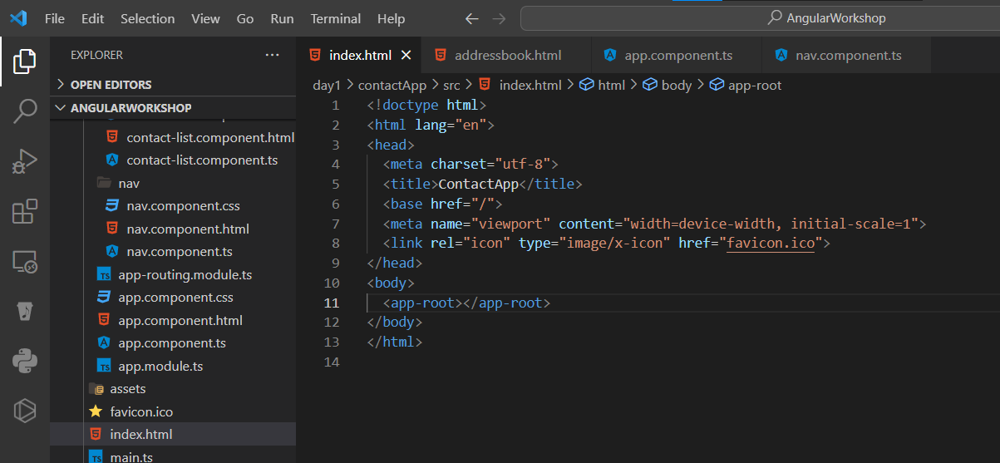 File Edit Selection View Go Run Terminal Help
AngularWorkshop
EXPLORER
OPEN EDITORS
ANGULARWORKSHOP
contact-list.component.html
contact-list.component.ts
nav
nav.component.css
nav.component.html
nav.component.ts
app-routing.module.ts
app.component.css
app.component.html
app.component.ts
app.module.ts
assets
favicon.ico
index.html
main.ts
index.html addressbook.html app.component.ts nav.component.ts
day1 > contactApp > src > index.html > html > body > app-root
1 <!doctype html>
2 <html lang="en">
3 <head>
4 <meta charset="utf-8">
5 <title>ContactApp</title>
6 <base href="/">
7 <meta name="viewport" content="width=device-width, initial-scale=1">
8 <link rel="icon" type="image/x-icon" href="favicon.ico">
9 </head>
10 <body>
11 <app-root></app-root>
12 </body>
13 </html>
14